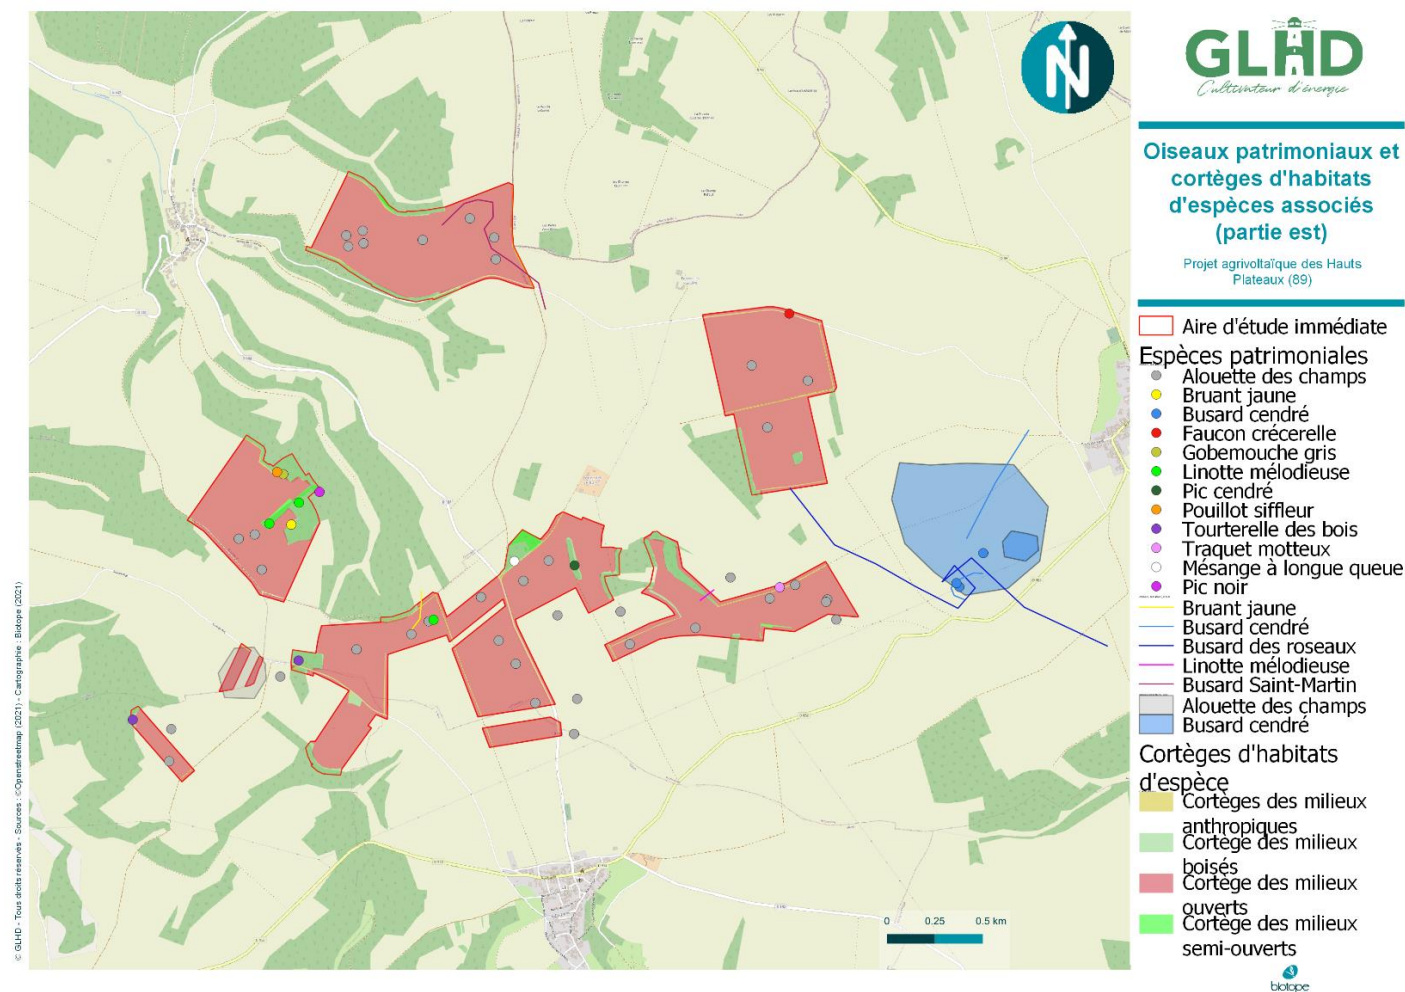 N
GLHD
Cultivateur d'énergie
Oiseaux patrimoniaux et
cortèges d'habitats
d'espèces associés
(partie est)
Projet agrivoltaïque des Hauts
Plateaux (89)
Aire d'étude immédiate
Espèces patrimoniales
Alouette des champs
Bruant jaune
Busard cendré
Faucon crécerelle
Gobemouche gris
Linotte mélodieuse
Pic cendré
Pouillot siffleur
Tourterelle des bois
Traquet motteux
Mésange à longue queue
Pic noir
Bruant jaune
Busard cendré
Busard des roseaux
Linotte mélodieuse
Busard Saint-Martin
Alouette des champs
Busard cendré
Cortèges d'habitats
d'espèce
Cortèges des milieux
anthropiques
Cortège des milieux
boisés
Cortège des milieux
ouverts
Cortège des milieux
semi-ouverts
biotope
0 0.25 0.5 km
© GLHD - Tous droits réservés - Sources : ©Openstreetmap (2021) - Cartographie : Biotope (2021)